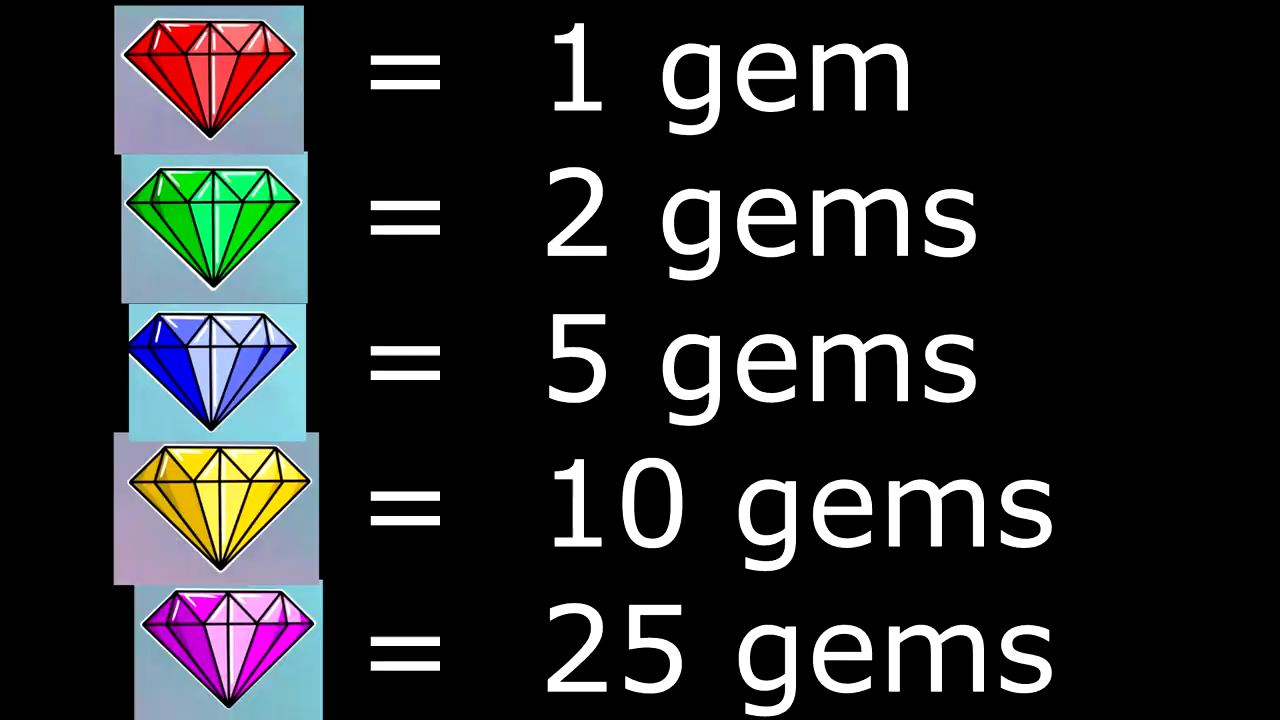 = 1 gem
= 2 gems
= 5 gems
= 10 gems
= 25 gems